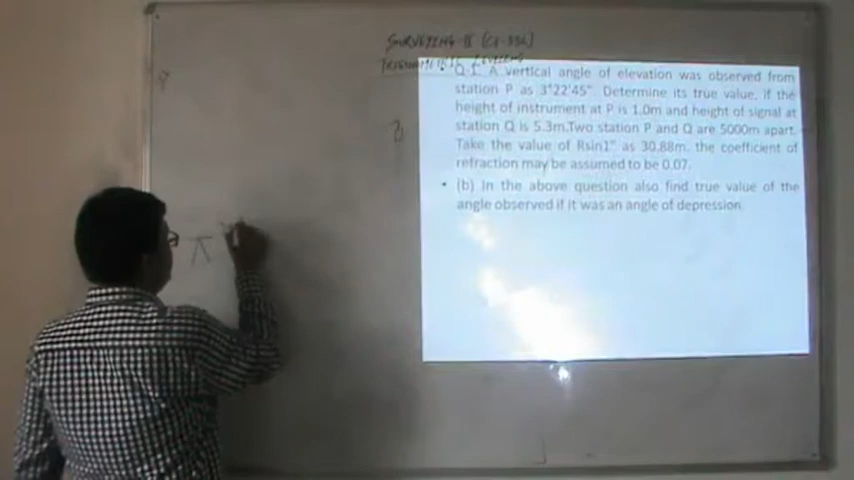 SURVEYING-II (CE-336)
TRIGNOMETRIC LEVELING
Q-1. A vertical angle of elevation was observed from
station P as 3°22'45". Determine its true value, if the
height of instrument at P is 1.0m and height of signal at
station Q is 5.3m.Two station P and Q are 5000m apart.
Take the value of Rsin1" as 30.88m. the coefficient of
refraction may be assumed to be 0.07.
• (b) In the above question also find true value of the
angle observed if it was an angle of depression